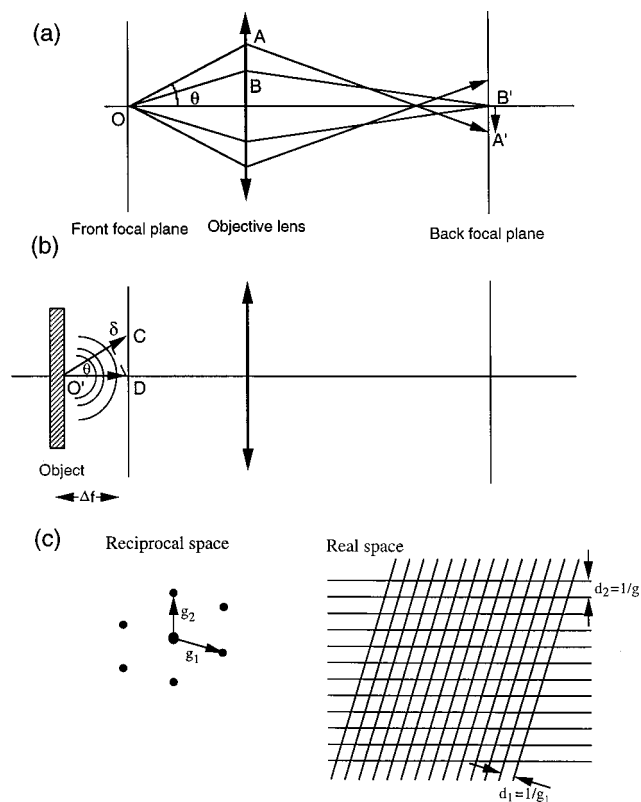 (a)
A
B
θ
O
B'
A'
Front focal plane
Objective lens
Back focal plane
(b)
δ
C
θ
O'
D
Object
Δf
(c)
Reciprocal space
Real space
g2
g1
d2=1/g
d1=1/g1